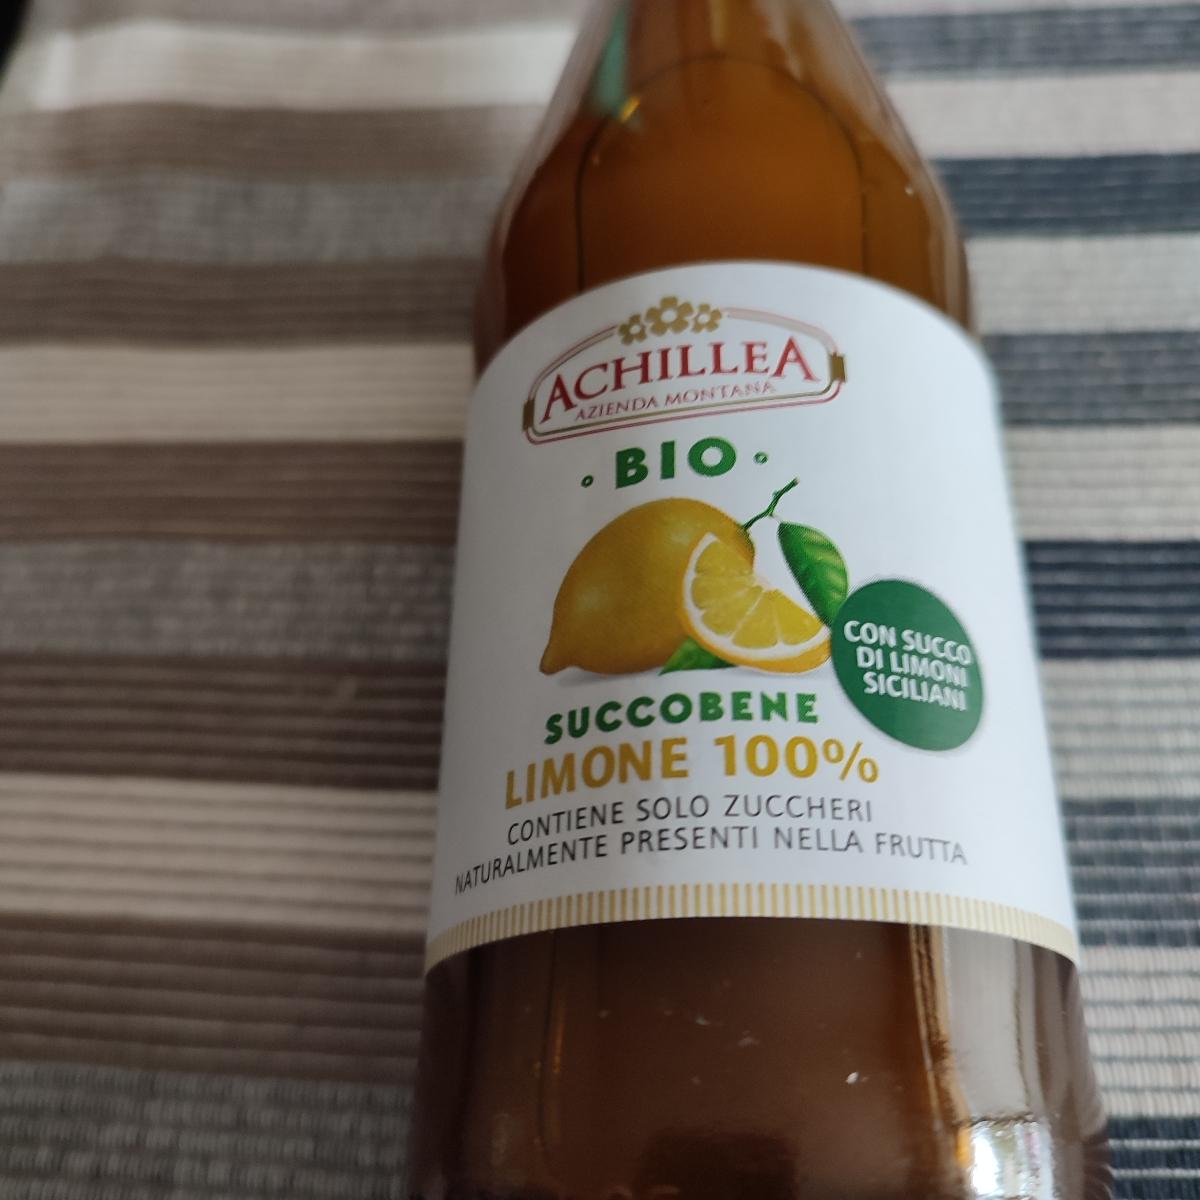 ACHILLEA
AZIENDA MONTANA
• BIO •
CON SUCCO
DI LIMONI
SICILIANI
SUCCOBENE
LIMONE 100%
CONTIENE SOLO ZUCCHERI
NATURALMENTE PRESENTI NELLA FRUTTA